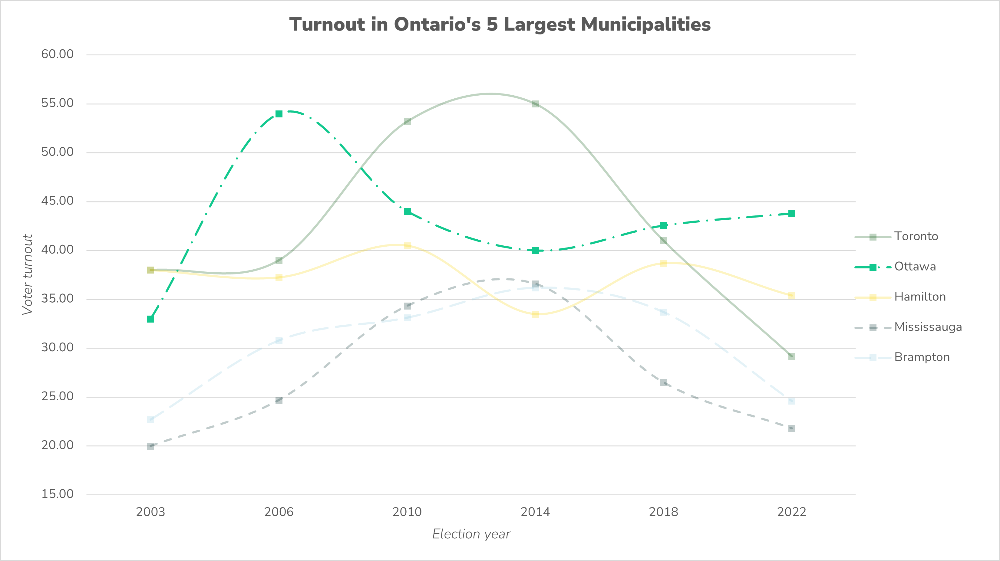 Turnout in Ontario's 5 Largest Municipalities
60.00
55.00
50.00
45.00
40.00
35.00
30.00
25.00
20.00
15.00
Voter turnout
2003 2006 2010 2014 2018 2022
Election year
Toronto
Ottawa
Hamilton
Mississauga
Brampton